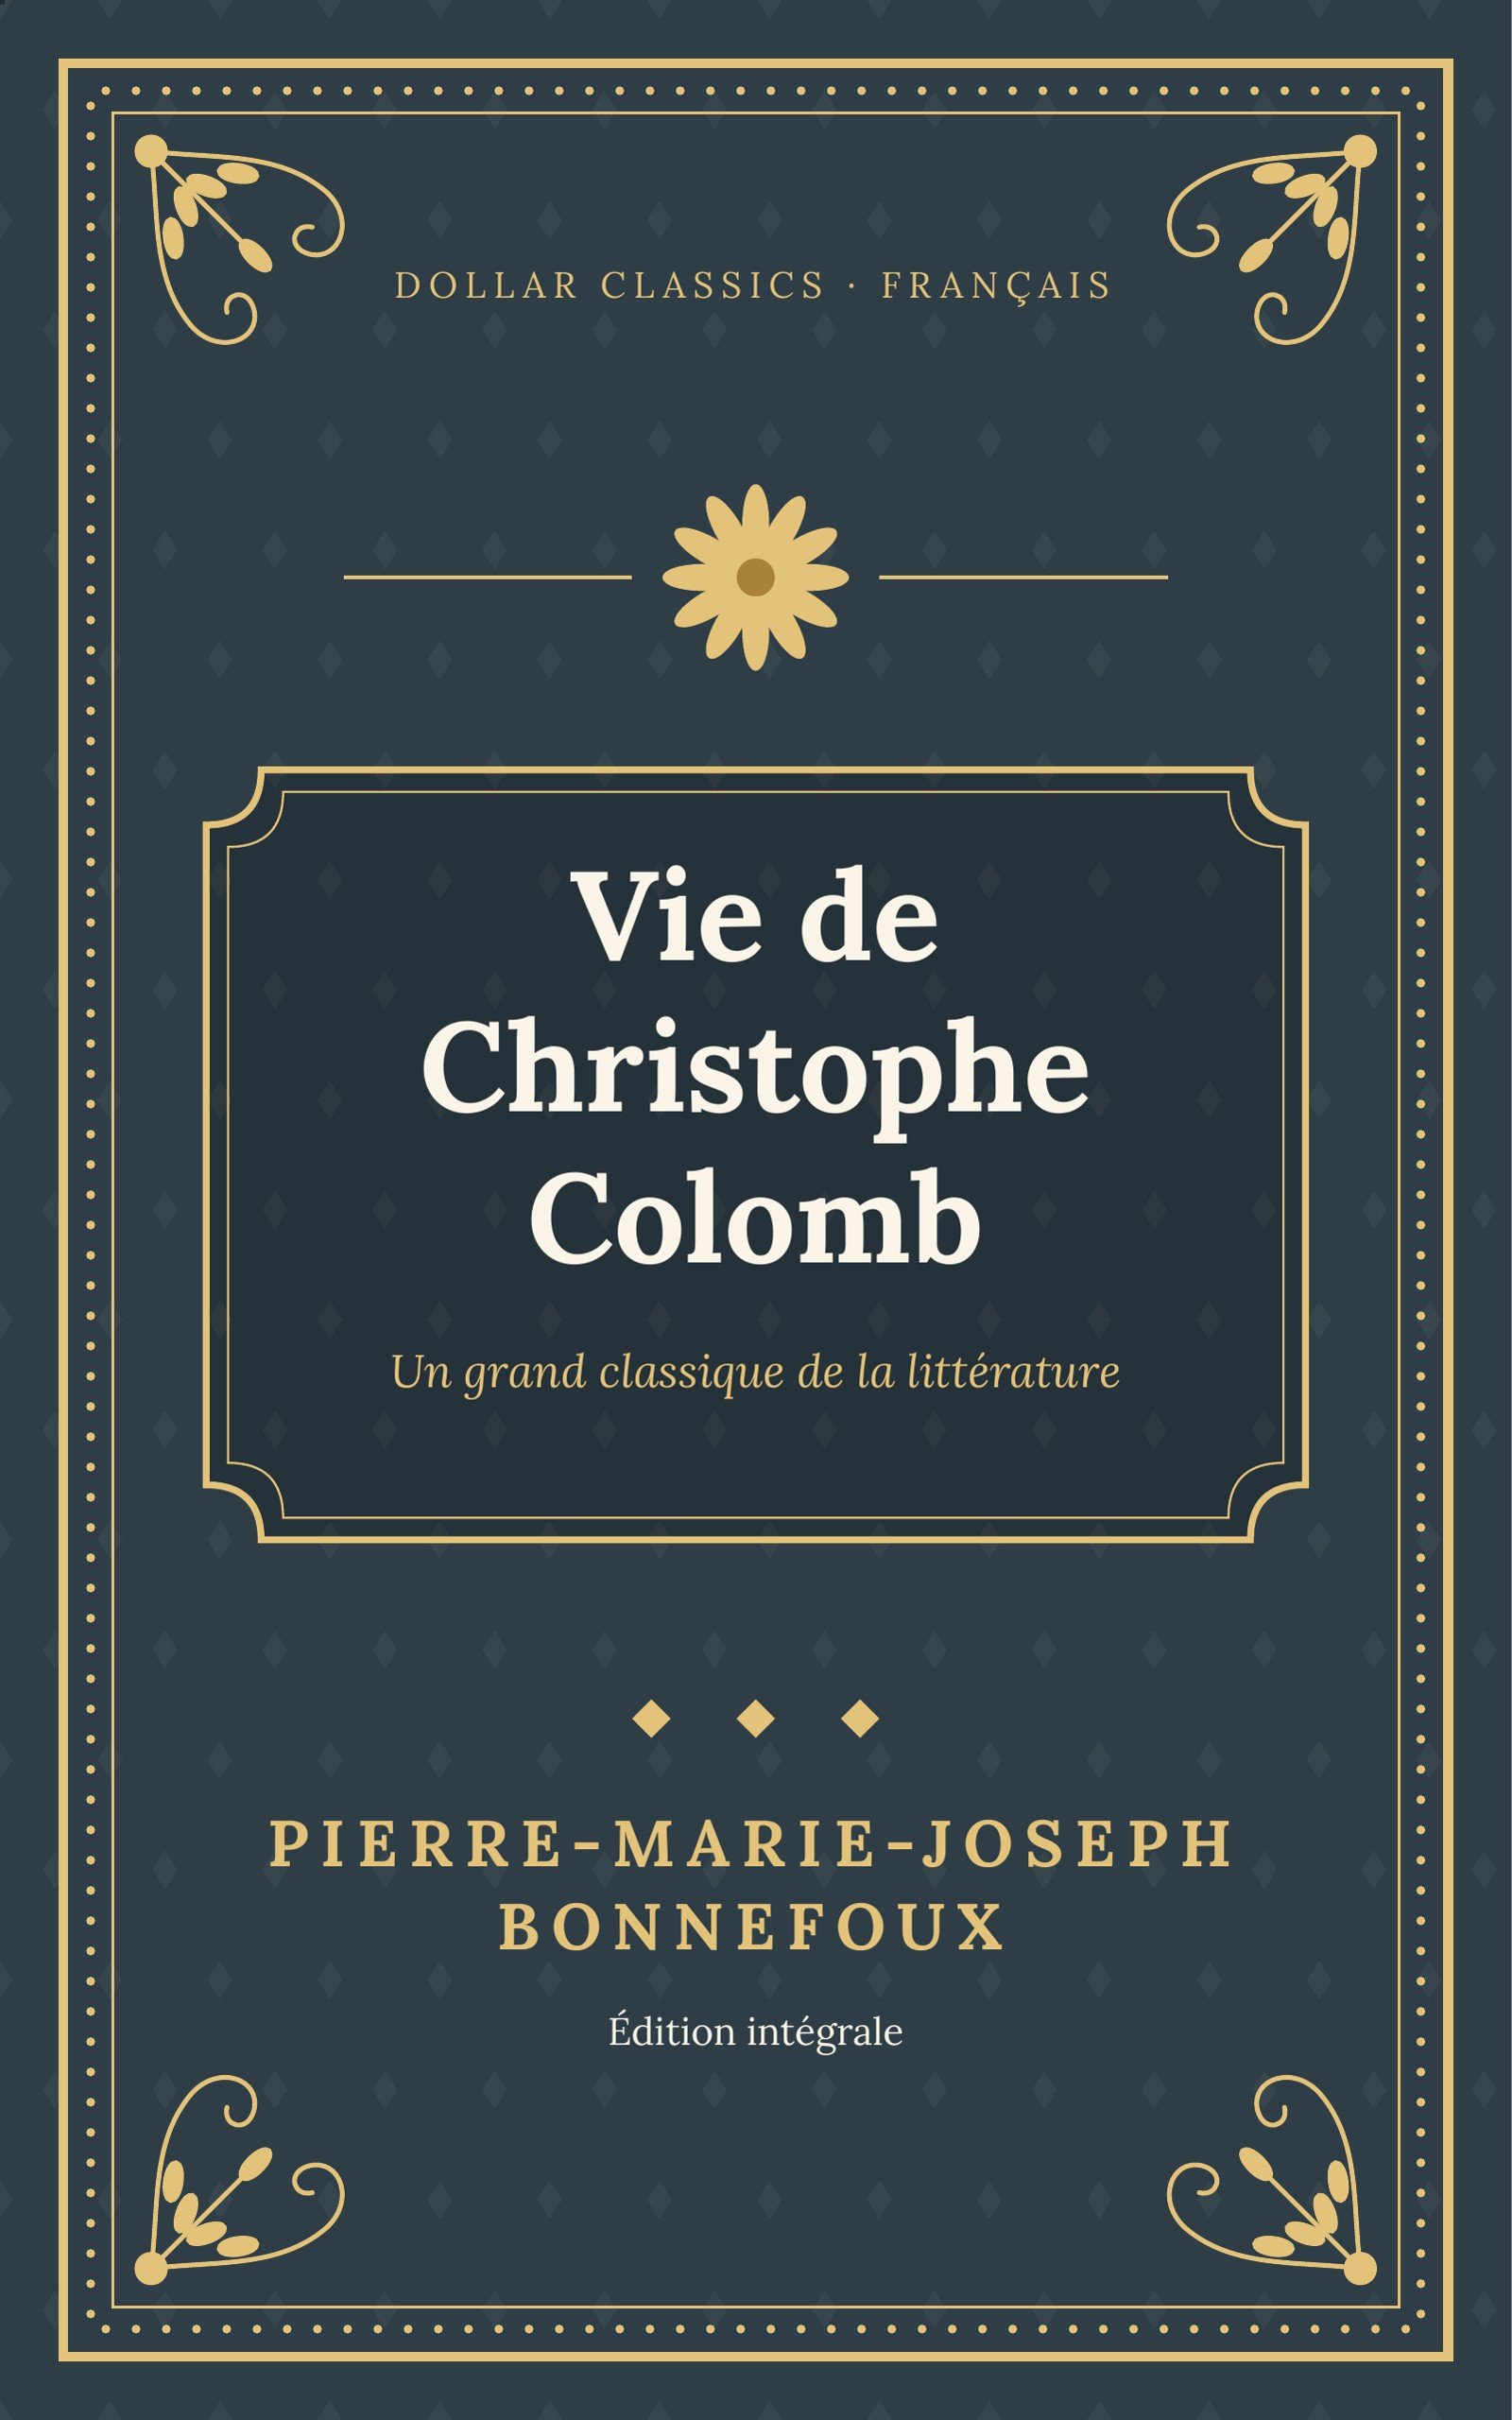 DOLLAR CLASSICS · FRANÇAIS
Vie de
Christophe
Colomb
Un grand classique de la littérature
PIERRE-MARIE-JOSEPH
BONNEFOUX
Édition intégrale